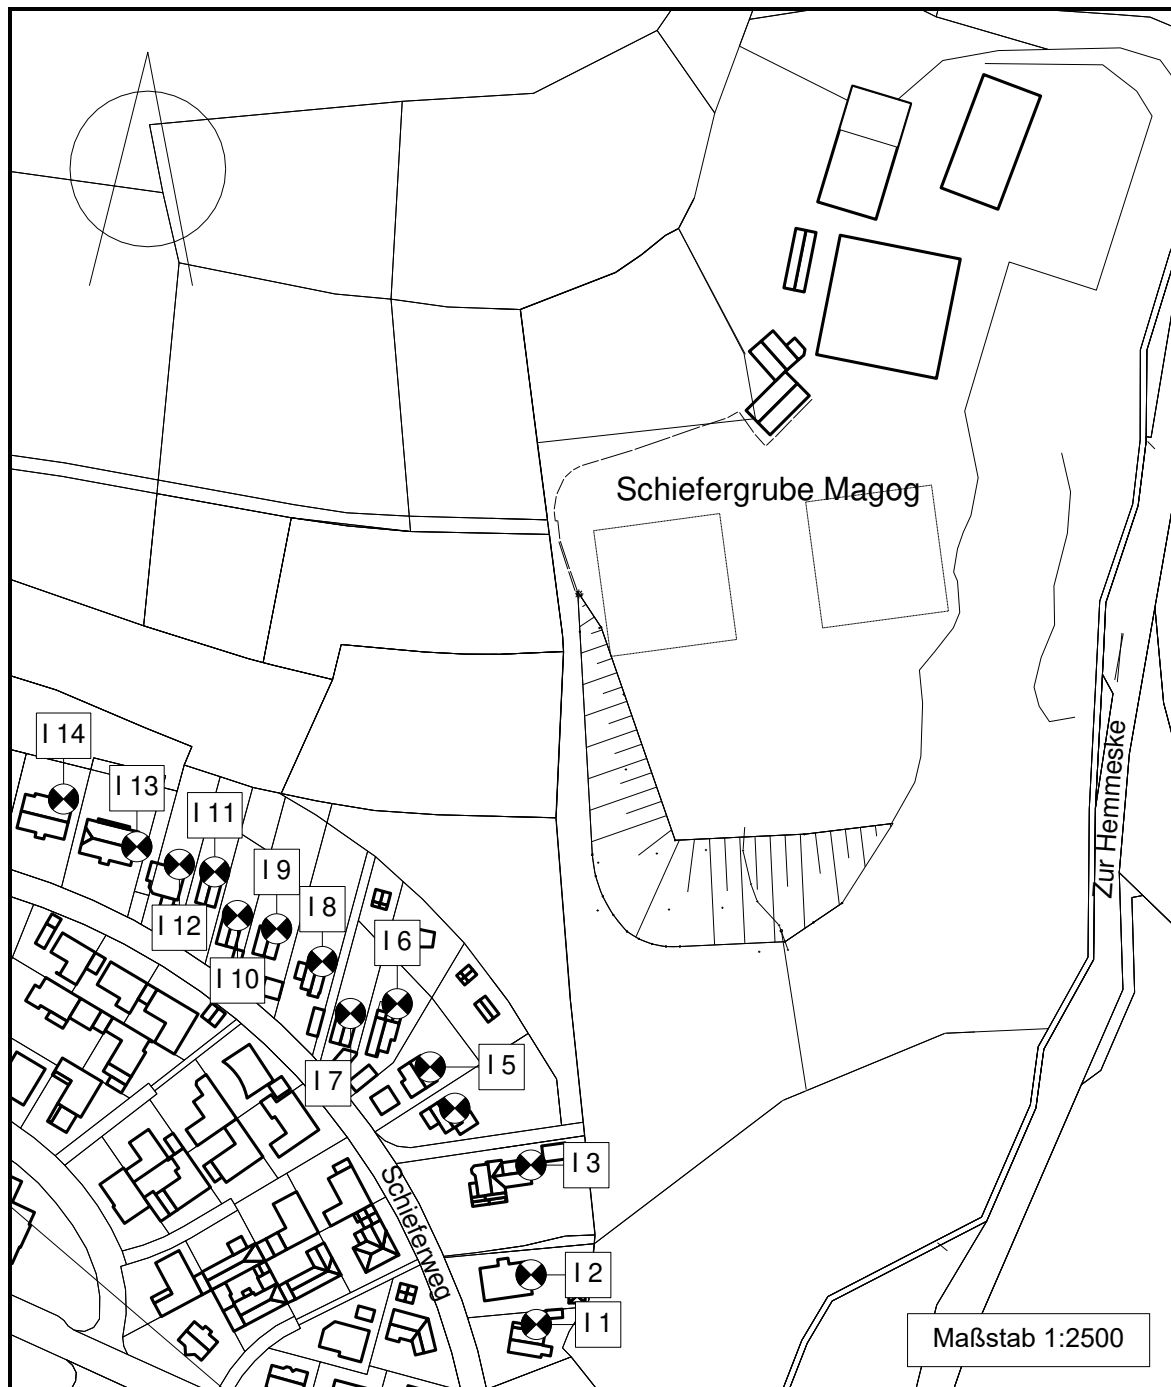 Schiefergrube Magog
I 14
I 13
I 11
I 9
I 8
I 6
I 12
I 10
I 7
I 5
I 3
I 2
I 1
Schieferweg
Zur Hemmeske
Maßstab 1:2500